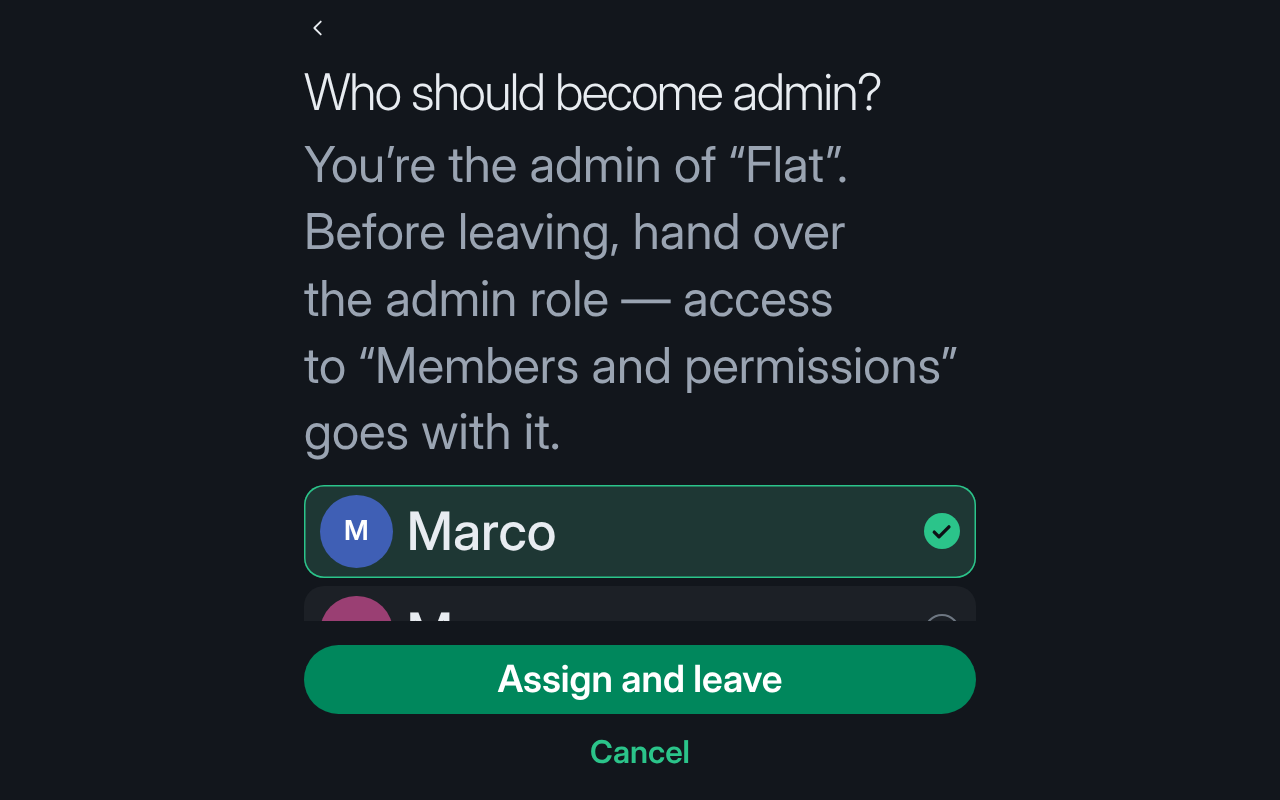 Who should become admin?
You’re the admin of “Flat”.
Before leaving, hand over
the admin role — access
to “Members and permissions”
goes with it.
M
Marco
Assign and leave
Cancel